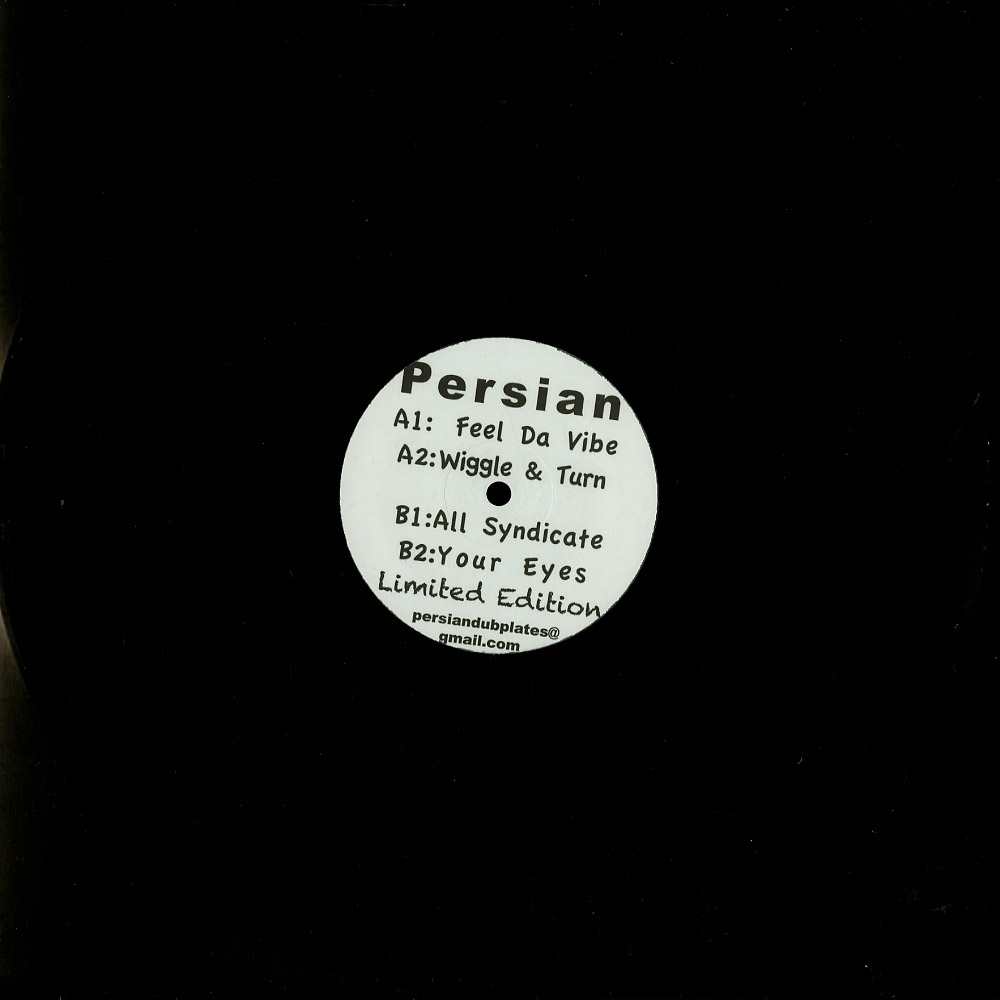 Persian
A1: Feel Da Vibe
A2:Wiggle & Turn
B1:All Syndicate
B2:Your Eyes
Limited Edition
persiandubplates@
gmail.com